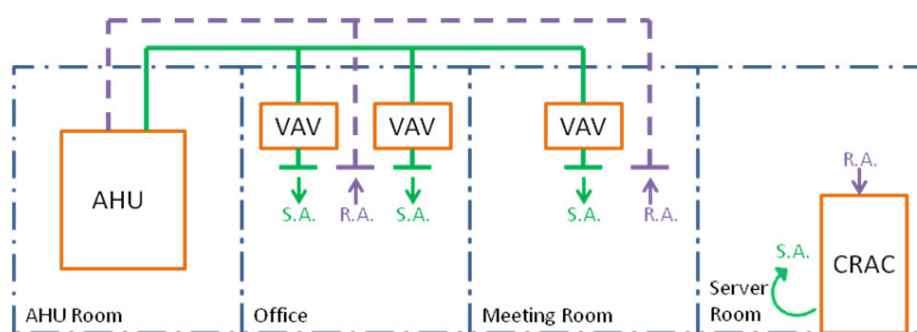 VAV
VAV
VAV
AHU
R.A.
S.A.
R.A.
S.A.
S.A.
R.A.
S.A.
CRAC
AHU Room
Office
Meeting Room
Server
Room